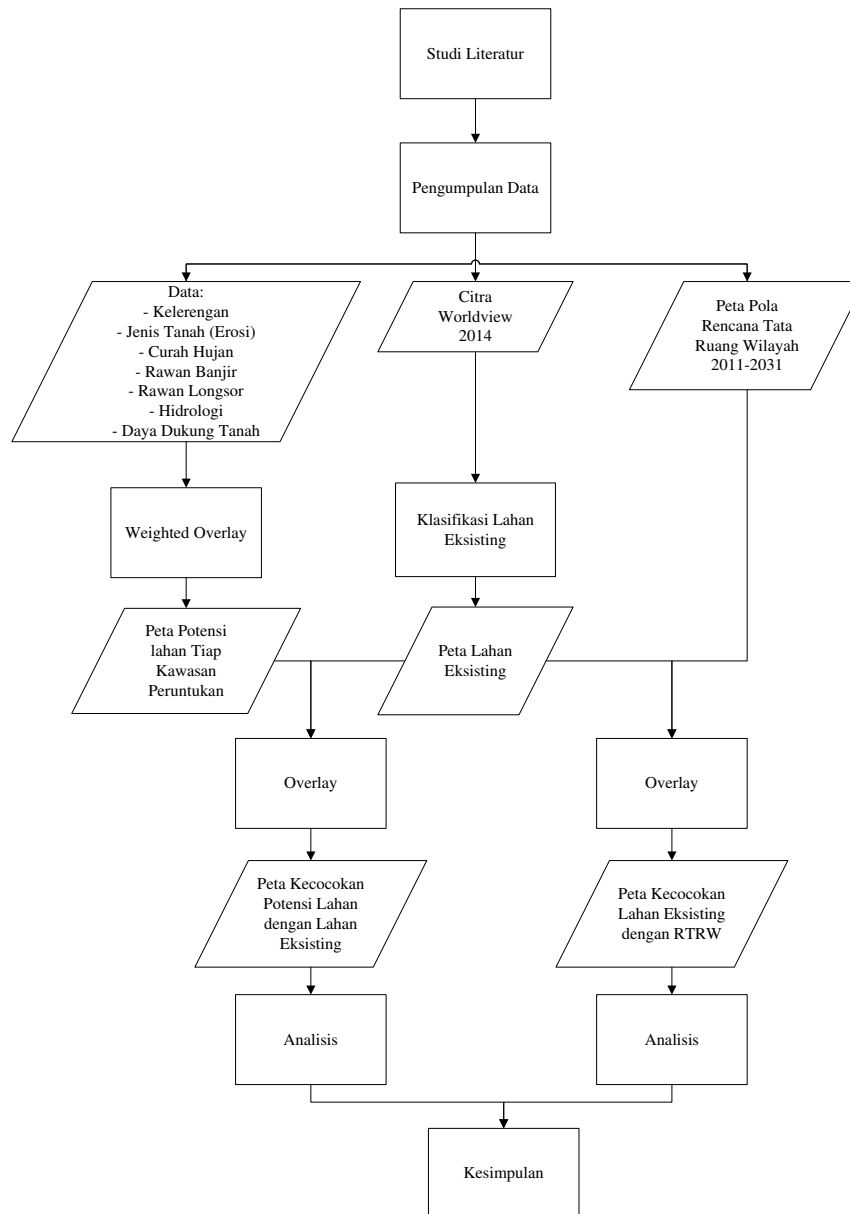 Studi Literatur
Pengumpulan Data
Data:
- Kelerengan
- Jenis Tanah (Erosi)
- Curah Hujan
- Rawan Banjir
- Rawan Longsor
- Hidrologi
- Daya Dukung Tanah
Citra
Worldview
2014
Peta Pola
Rencana Tata
Ruang Wilayah
2011-2031
Weighted Overlay
Klasifikasi Lahan
Eksisting
Peta Potensi
lahan Tiap
Kawasan
Peruntukan
Peta Lahan
Eksisting
Overlay
Overlay
Peta Kecocokan
Potensi Lahan
dengan Lahan
Eksisting
Peta Kecocokan
Lahan Eksisting
dengan RTRW
Analisis
Analisis
Kesimpulan